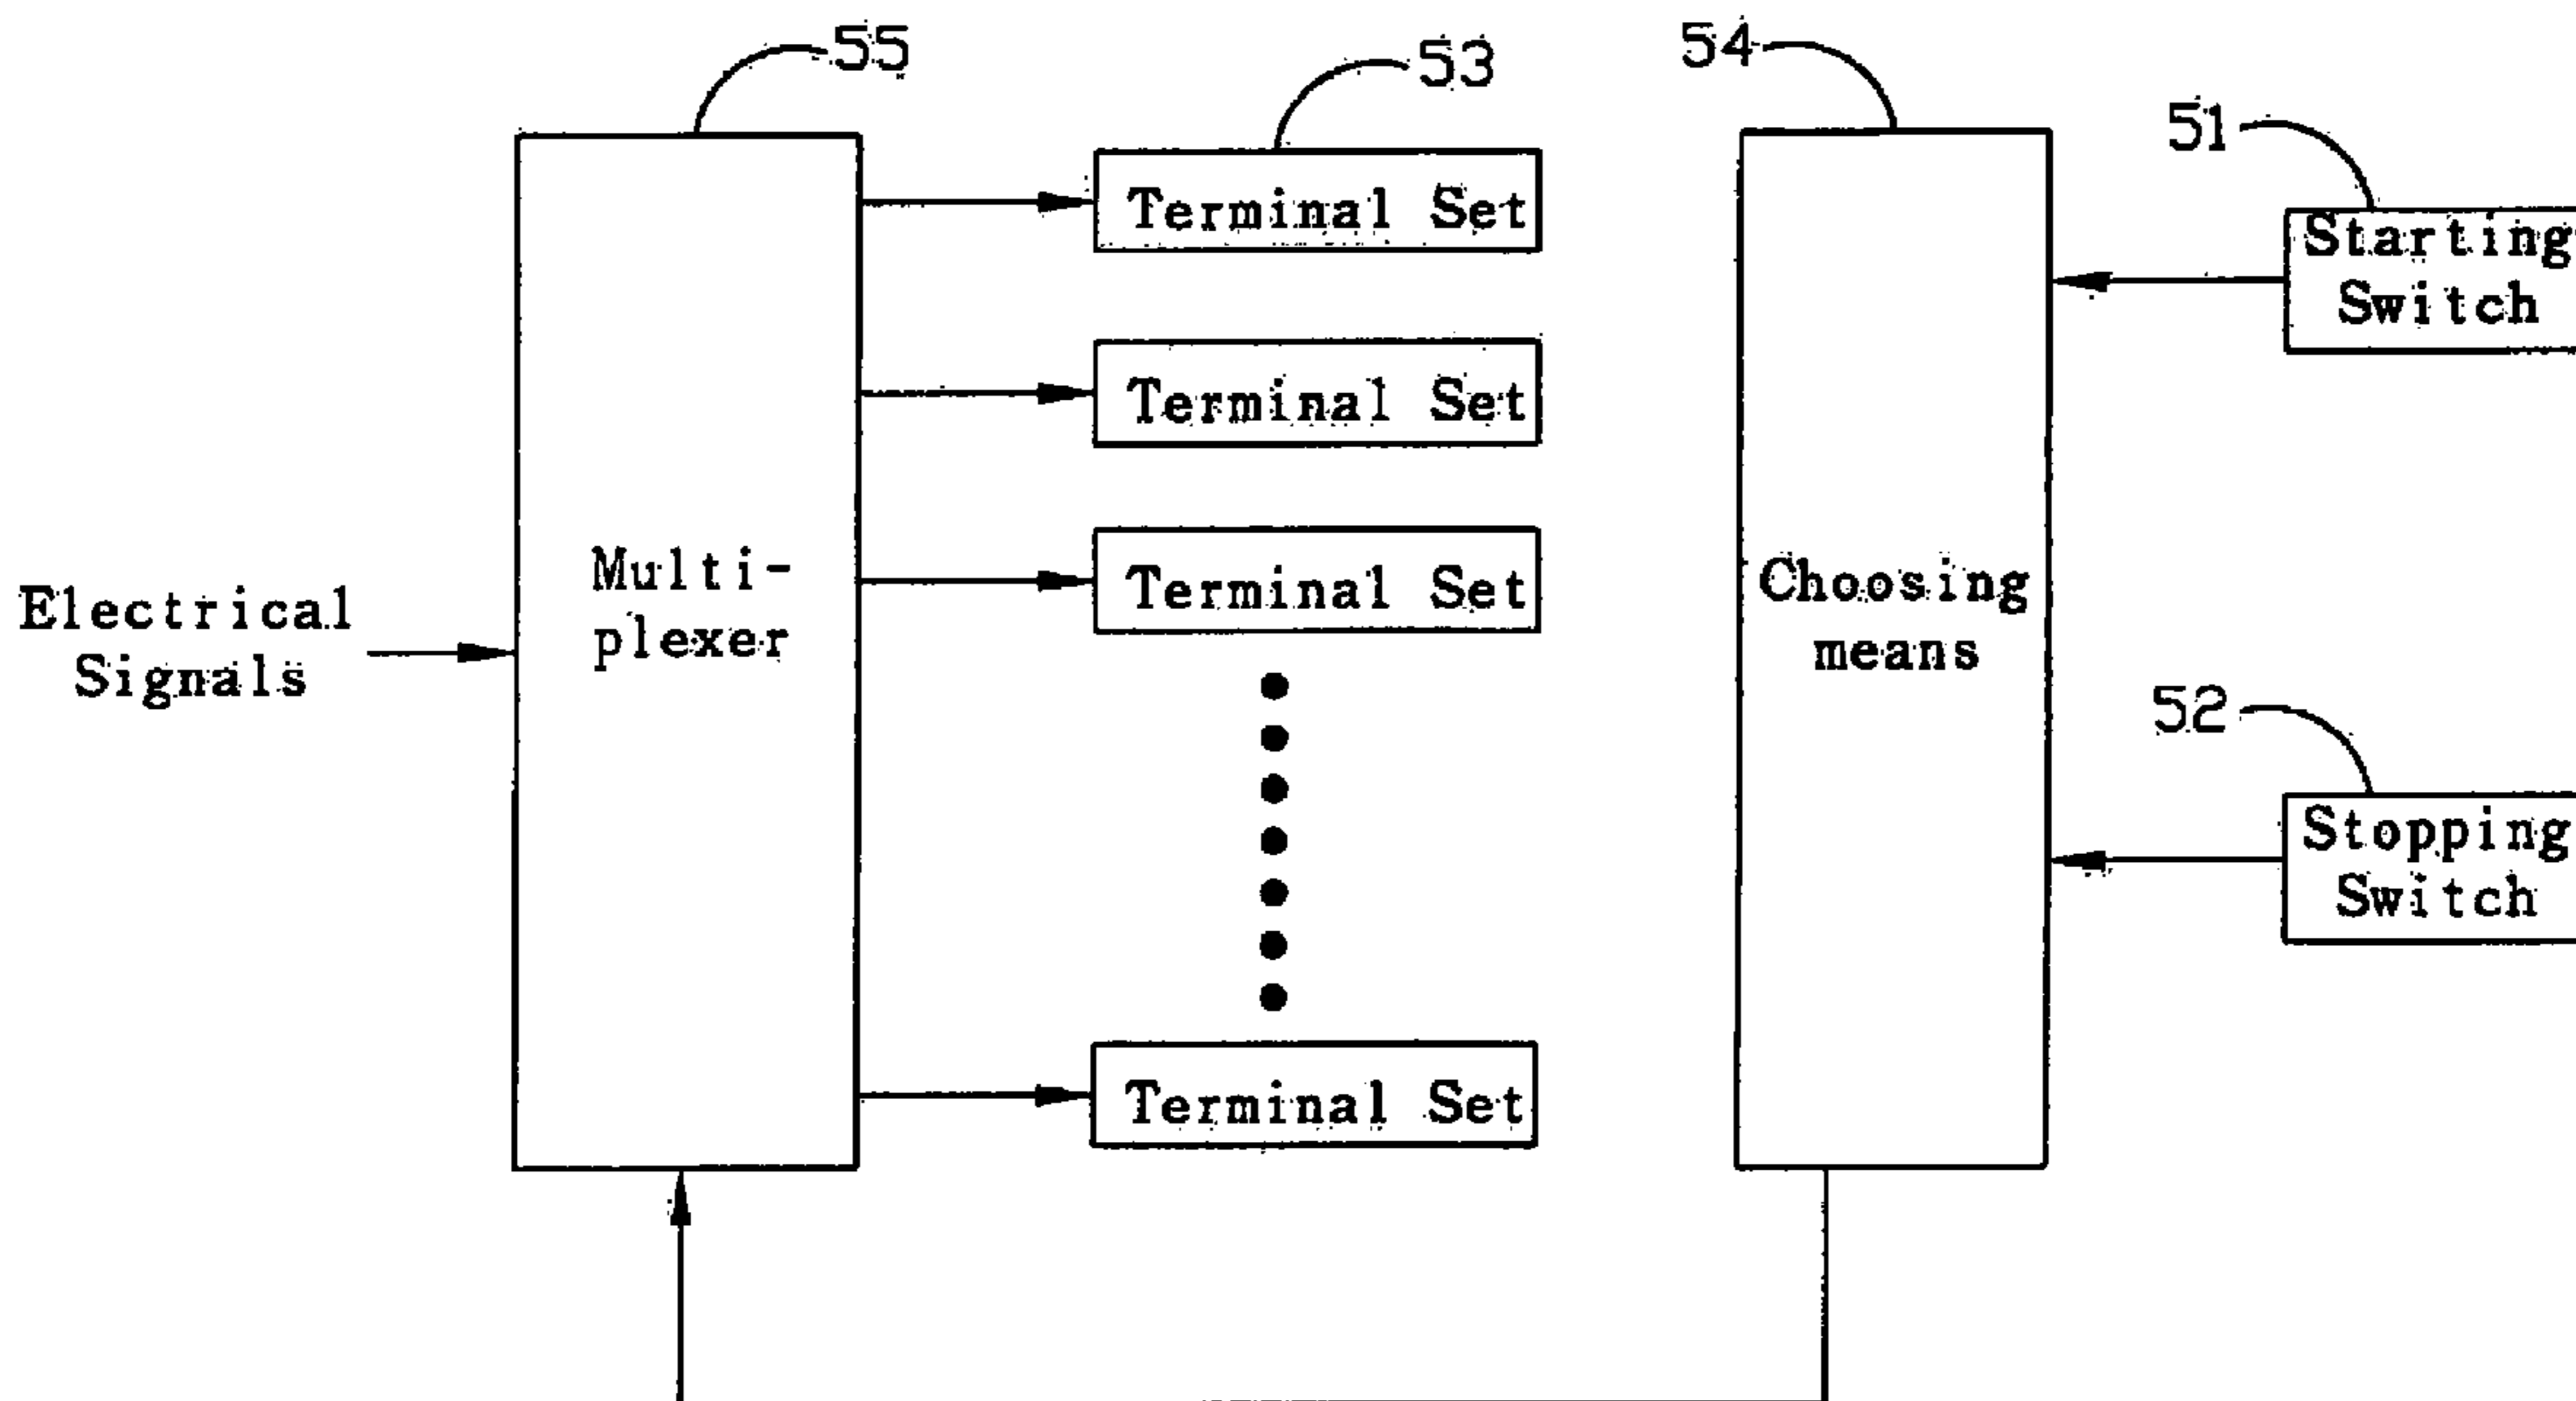 55
53
54
51
Terminal Set
Starting
Switch
Terminal Set
Terminal Set
Electrical
Signals
Multi-
plexer
Choosing
means
52
Stopping
Switch
Terminal Set